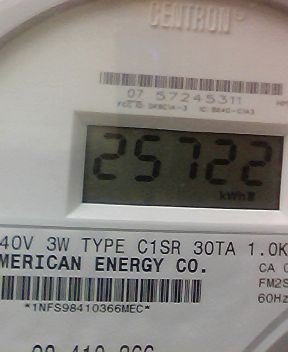 CENTRON®
07 57245311
25722
kWh
40V 3W TYPE C1SR 30TA 1.0K
MERICAN ENERGY CO.
CA 0
FM2S
60Hz
*1NFS98410366MEC*